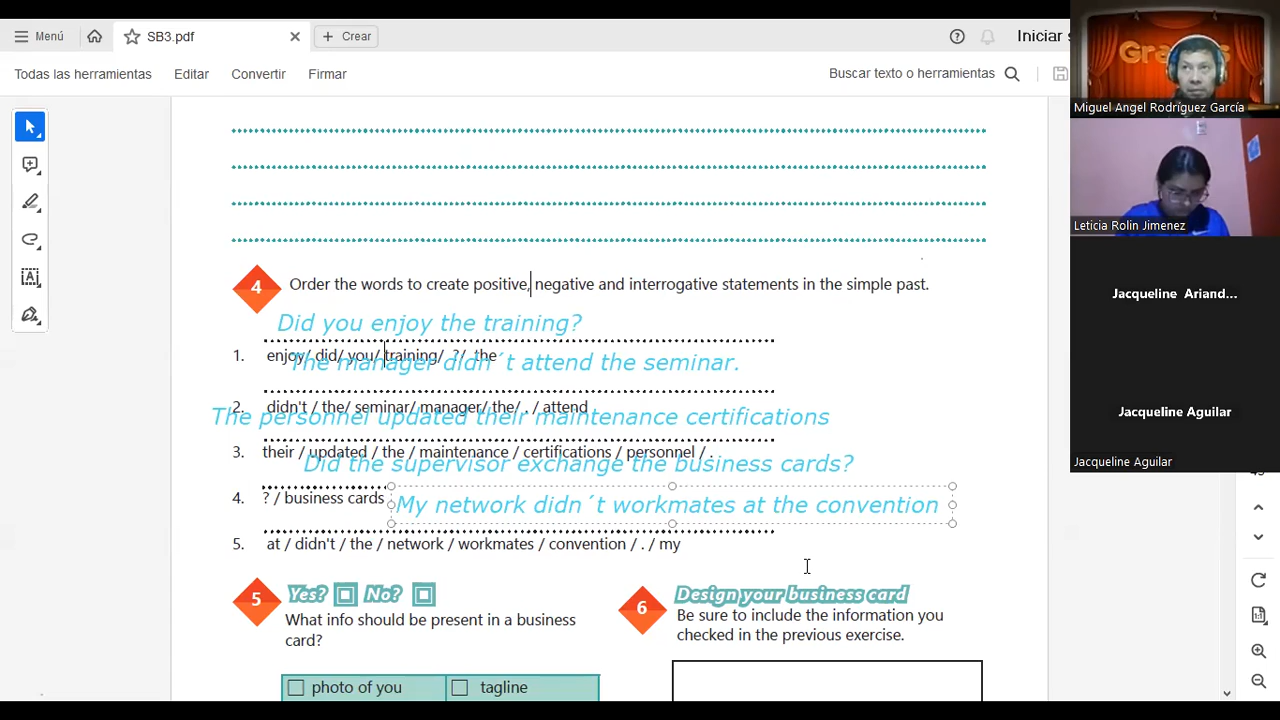 Menú
SB3.pdf
Crear
Iniciar s
Todas las herramientas
Editar
Convertir
Firmar
Buscar texto o herramientas
Gracias
Miguel Angel Rodríguez García
Leticia Rolin Jimenez
Jacqueline Ariand...
Jacqueline Aguilar
Jacqueline Aguilar
4 Order the words to create positive, negative and interrogative statements in the simple past.
Did you enjoy the training?
1. enjoy/ did/ you/ training/ ?/ the
The manager didn´t attend the seminar.
2. didn't / the/ seminar/ manager/ the/ . / attend
The personnel updated their maintenance certifications
3. their / updated / the / maintenance / certifications / personnel / .
Did the supervisor exchange the business cards?
4. ? / business cards
My network didn´t workmates at the convention
5. at / didn't / the / network / workmates / convention / . / my
5 Yes? No?
What info should be present in a business
card?
photo of you
tagline
6 Design your business card
Be sure to include the information you
checked in the previous exercise.